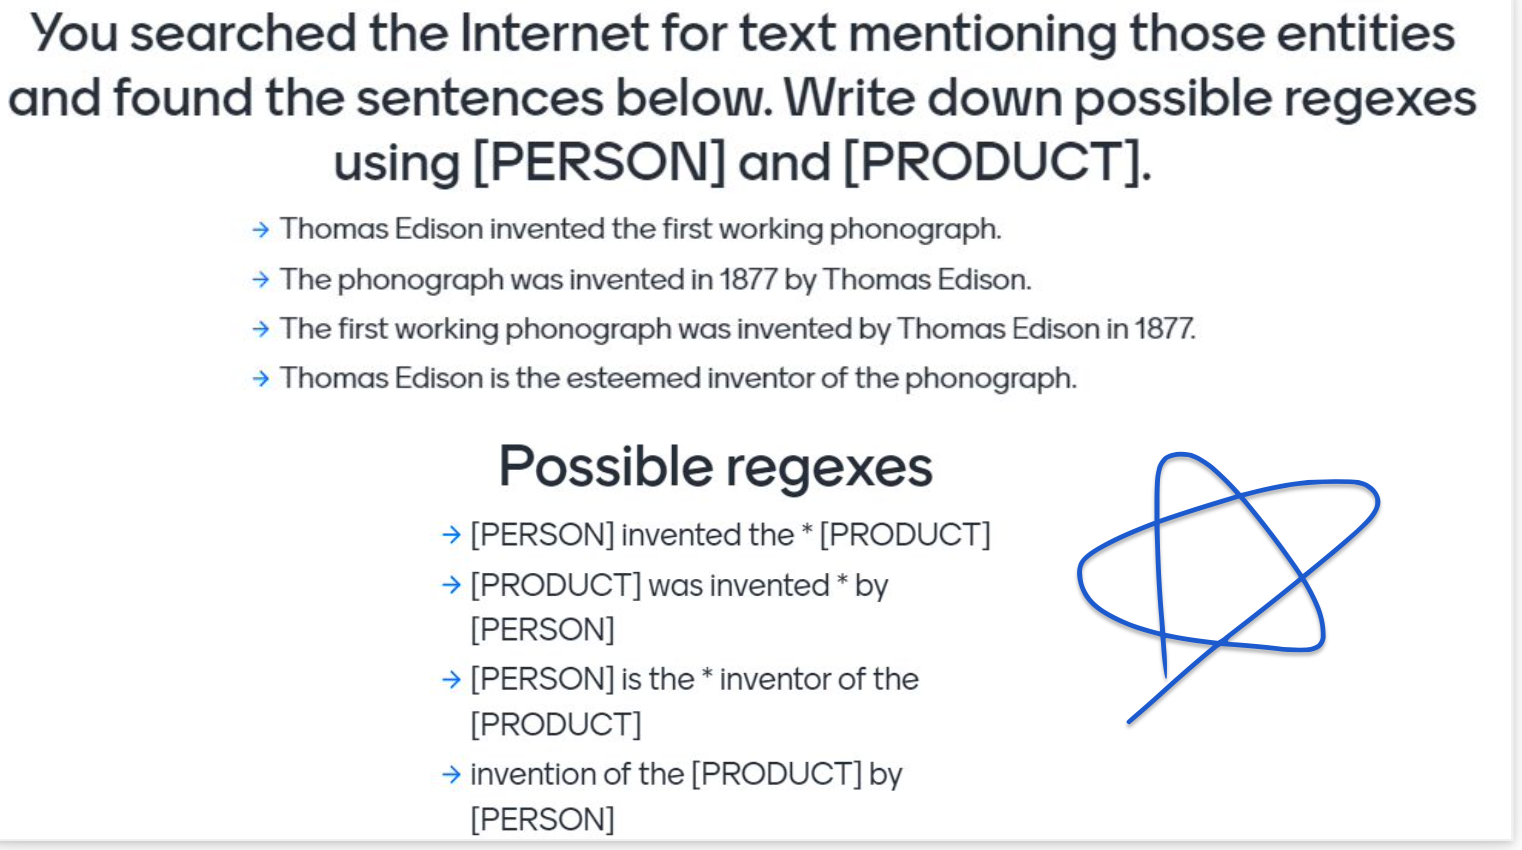 You searched the Internet for text mentioning those entities
and found the sentences below. Write down possible regexes
using [PERSON] and [PRODUCT].
→ Thomas Edison invented the first working phonograph.
→ The phonograph was invented in 1877 by Thomas Edison.
→ The first working phonograph was invented by Thomas Edison in 1877.
→ Thomas Edison is the esteemed inventor of the phonograph.
Possible regexes
→ [PERSON] invented the * [PRODUCT]
→ [PRODUCT] was invented * by
[PERSON]
→ [PERSON] is the * inventor of the
[PRODUCT]
→ invention of the [PRODUCT] by
[PERSON]